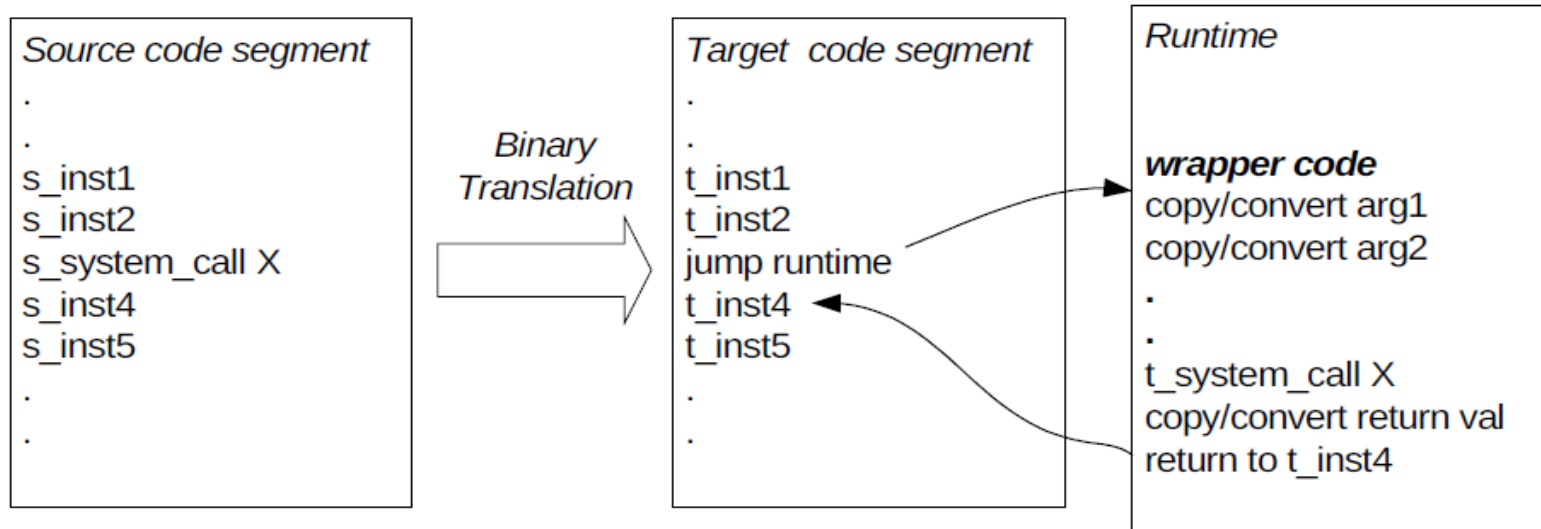 Source code segment
.
.
s_inst1
s_inst2
s_system_call X
s_inst4
s_inst5
.
.
Binary
Translation
Target code segment
.
.
t_inst1
t_inst2
jump runtime
t_inst4
t_inst5
.
.
Runtime
wrapper code
copy/convert arg1
copy/convert arg2
.
.
t_system_call X
copy/convert return val
return to t_inst4